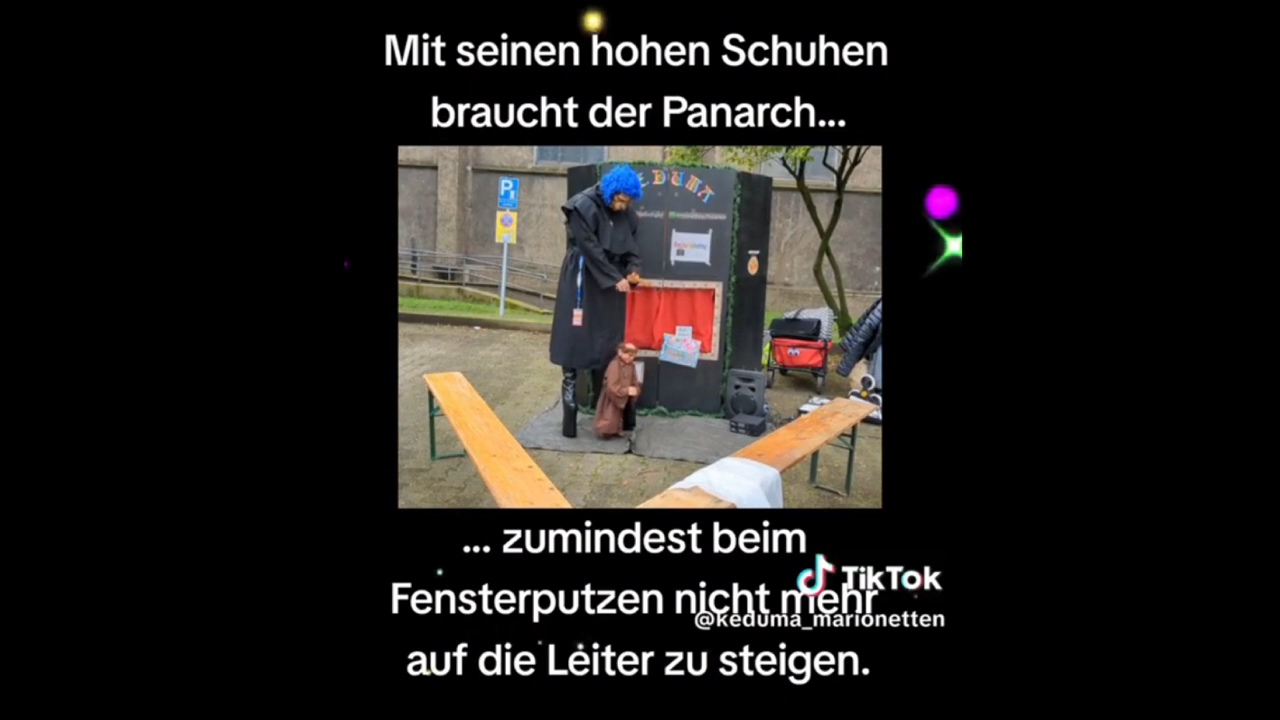 Mit seinen hohen Schuhen
braucht der Panarch...
EDUMA
P
... zumindest beim
Fensterputzen nicht mehr
auf die Leiter zu steigen.
TikTok
@keduma_marionetten